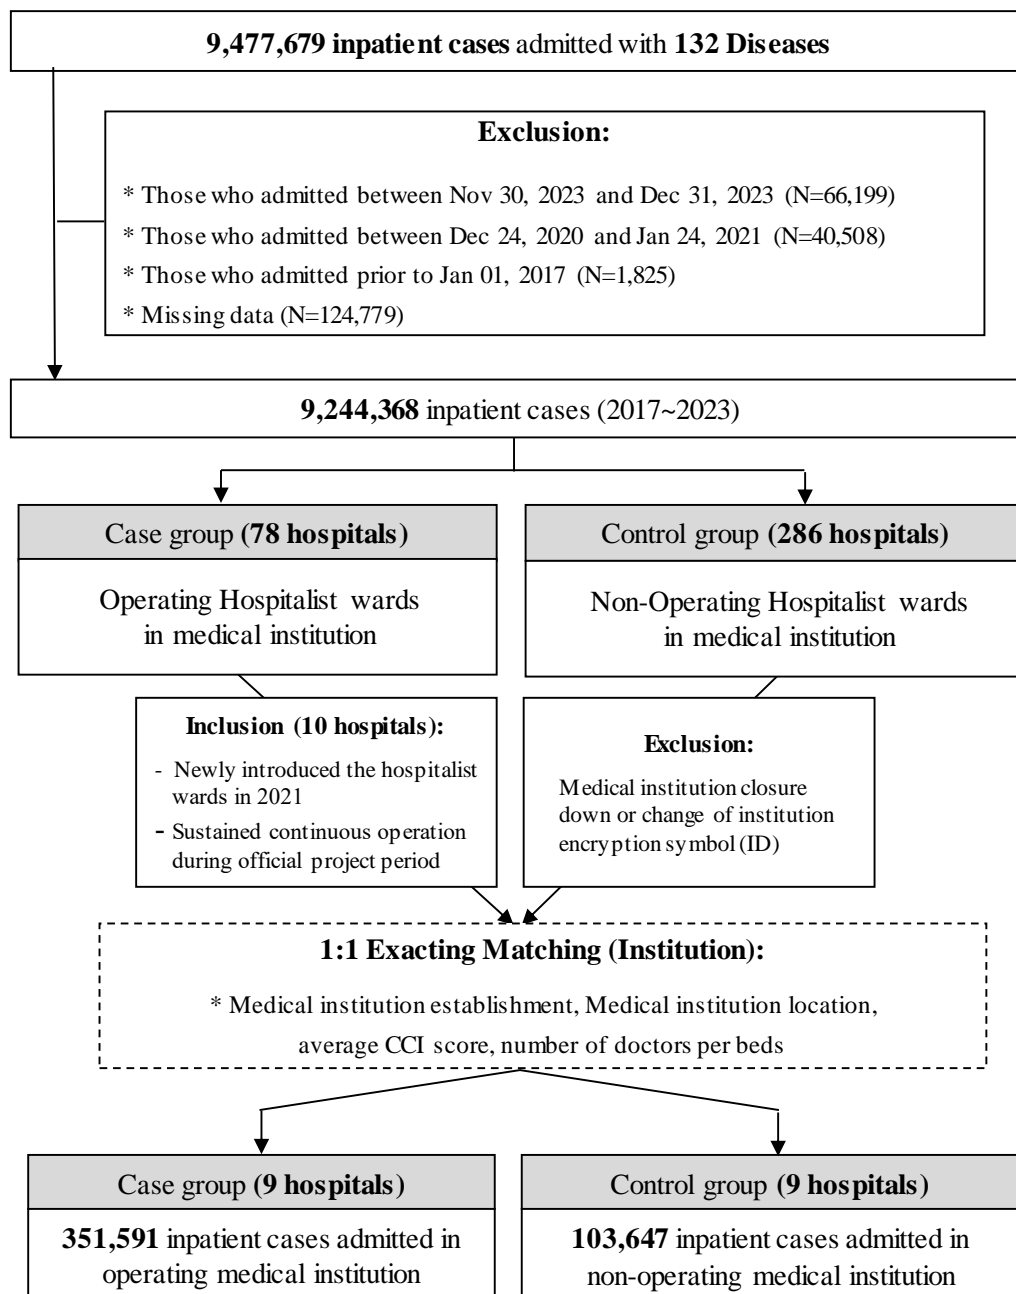 9,477,679 inpatient cases admitted with 132 Diseases
Exclusion:
* Those who admitted between Nov 30, 2023 and Dec 31, 2023 (N=66,199)
* Those who admitted between Dec 24, 2020 and Jan 24, 2021 (N=40,508)
* Those who admitted prior to Jan 01, 2017 (N=1,825)
* Missing data (N=124,779)
9,244,368 inpatient cases (2017~2023)
Case group (78 hospitals)
Operating Hospitalist wards
in medical institution
Control group (286 hospitals)
Non-Operating Hospitalist wards
in medical institution
Inclusion (10 hospitals):
- Newly introduced the hospitalist
wards in 2021
- Sustained continuous operation
during official project period
Exclusion:
Medical institution closure
down or change of institution
encryption symbol (ID)
1:1 Exacting Matching (Institution):
* Medical institution establishment, Medical institution location,
average CCI score, number of doctors per beds
Case group (9 hospitals)
351,591 inpatient cases admitted in
operating medical institution
Control group (9 hospitals)
103,647 inpatient cases admitted in
non-operating medical institution